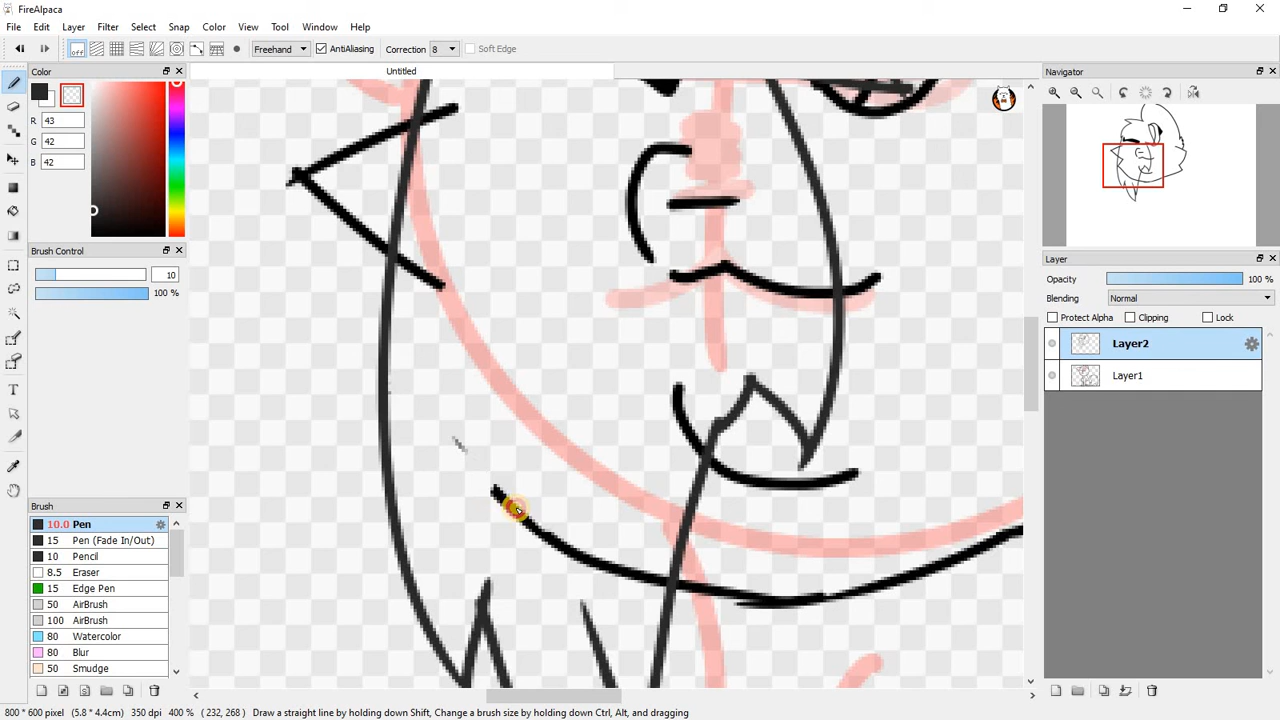 FireAlpaca
File Edit Layer Filter Select Snap Color View Tool Window Help
off Freehand AntiAliasing Correction 8 Soft Edge
Color
R 43
G 42
B 42
Brush Control
10
100 %
Brush
10.0 Pen
15 Pen (Fade In/Out)
10 Pencil
8.5 Eraser
15 Edge Pen
50 AirBrush
100 AirBrush
80 Watercolor
80 Blur
50 Smudge
Untitled
Navigator
Layer
Opacity 100 %
Blending Normal
Protect Alpha Clipping Lock
Layer2
Layer1
800 * 600 pixel (5.8 * 4.4cm) 350 dpi 400 % ( 232, 268 ) Draw a straight line by holding down Shift, Change a brush size by holding down Ctrl, Alt, and dragging